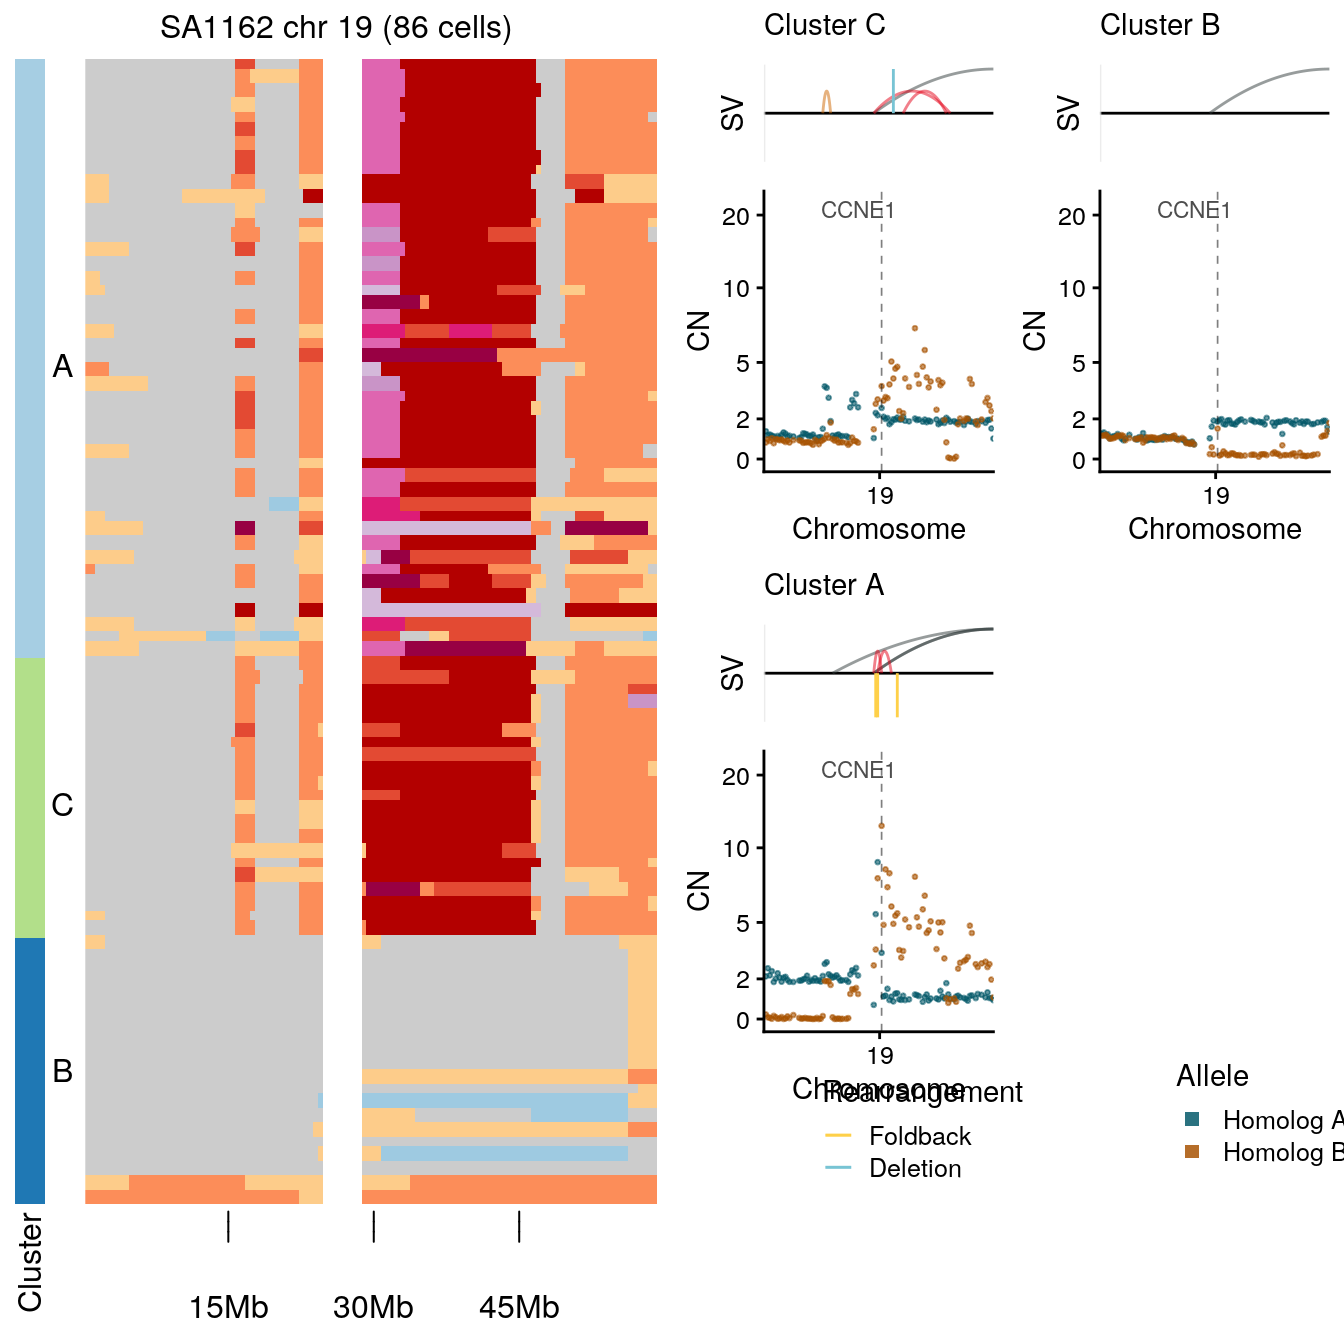 SA1162 chr 19 (86 cells)
A
C
B
Cluster
15Mb
30Mb
45Mb
Cluster C
SV
CCNE1
CN
20
10
5
2
0
19
Chromosome
Cluster B
SV
CCNE1
CN
20
10
5
2
0
19
Chromosome
Cluster A
SV
CCNE1
CN
20
10
5
2
0
19
Chromosome
Rearrangement
Foldback
Deletion
Allele
Homolog A
Homolog B